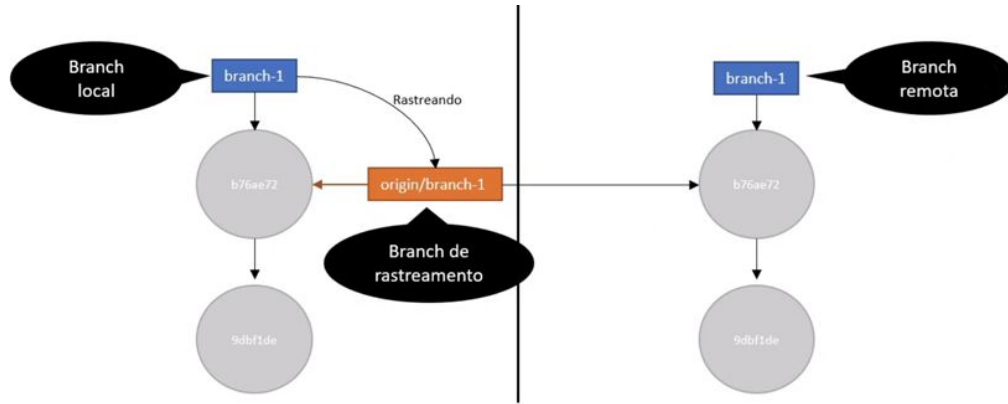 Branch
local
branch-1
Rastreando
b76ae72
origin/branch-1
Branch de
rastreamento
9dbf1de
branch-1
Branch
remota
b76ae72
9dbf1de